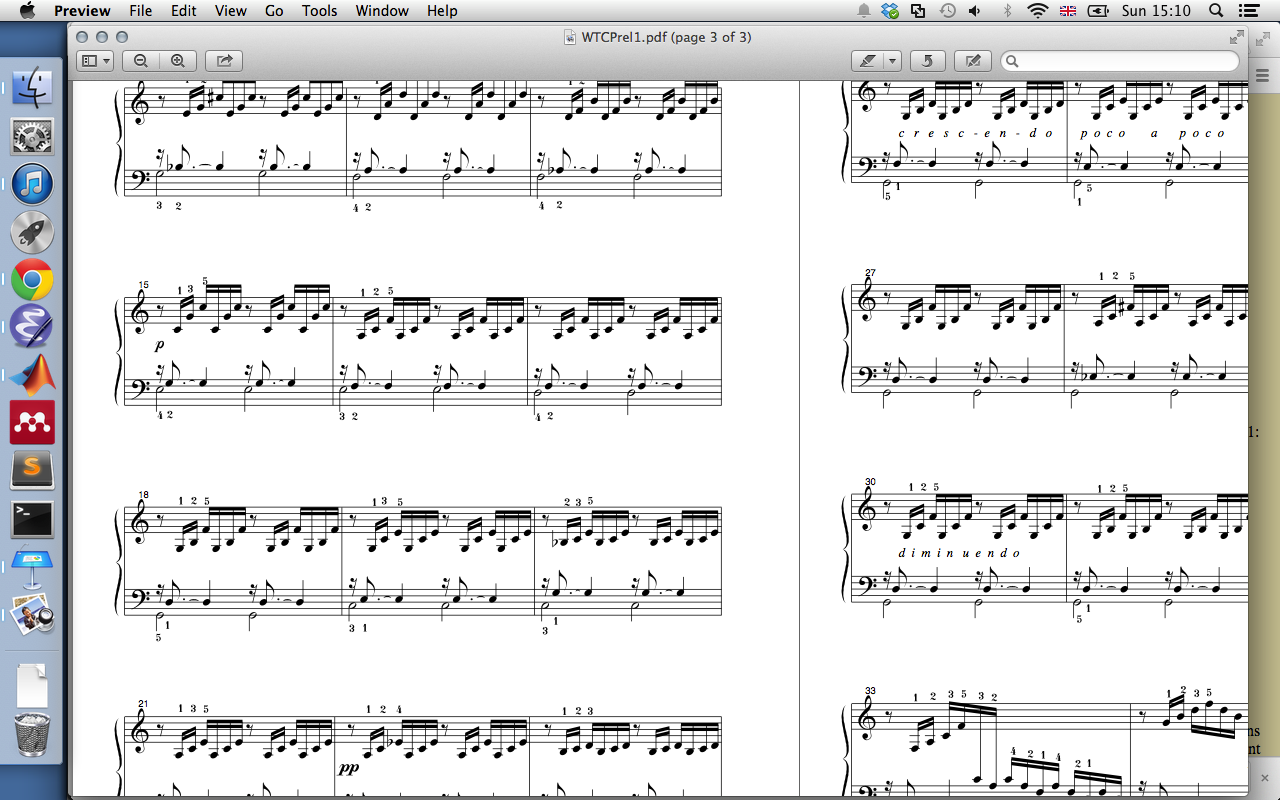 Preview File Edit View Go Tools Window Help Sun 15:10
WTCPrel1.pdf (page 3 of 3)
3 2 4 2 4 2
15 1 3 5 1 2 5
p
4 2 3 2 4 2
18 1 2 5 1 3 5 2 3 5
5 1 3 1 3 1
21 1 3 5 1 2 4 1 2 3
pp
c r e s c - e n - d o p o c o a p o c o
5 1 1 5
27 1 2 5
30 1 2 5 1 2 5
d i m i n u e n d o
5 1
33 1 2 3 5 3 2 1 2 3 5
4 2 1 4 2 1
1:
ns
nt